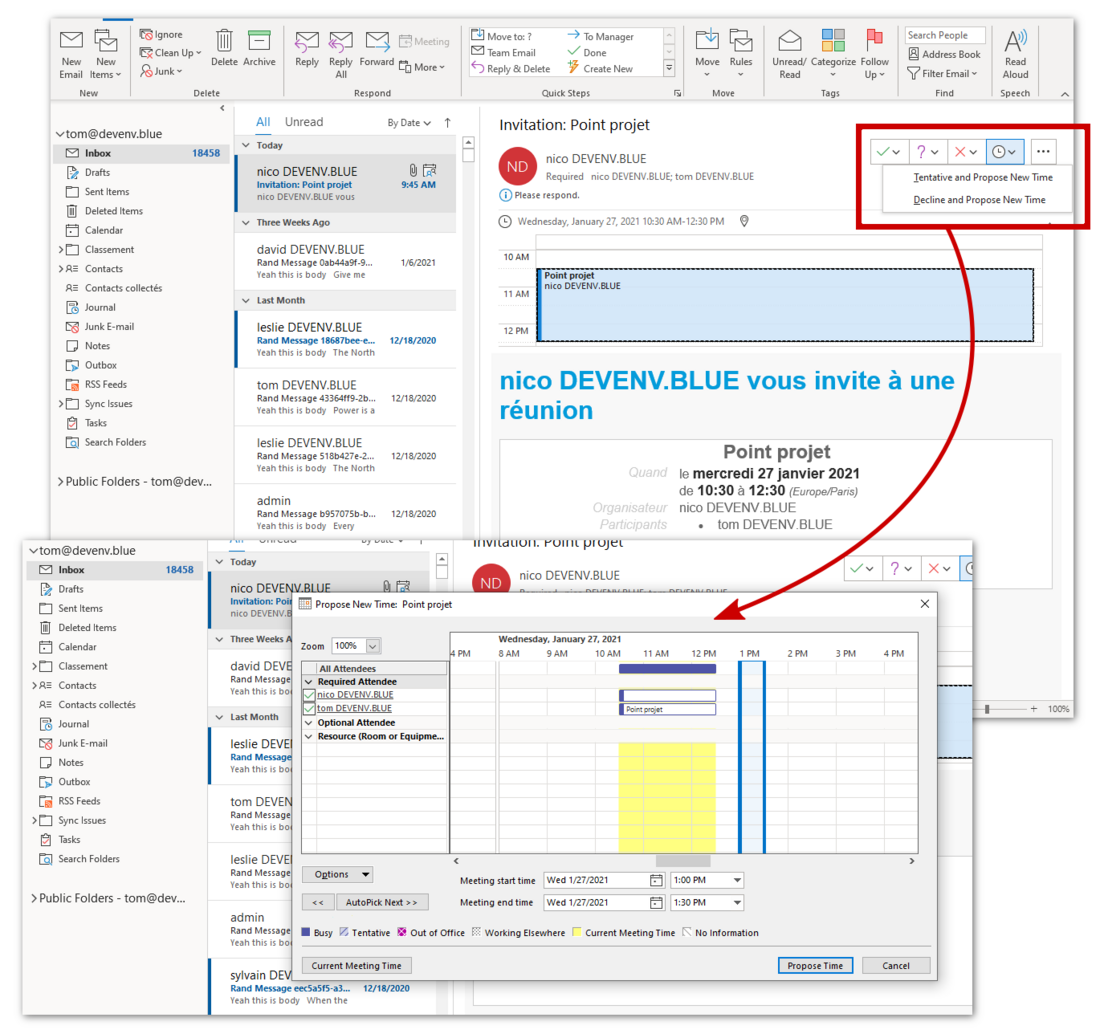 Ignore
Clean Up
Junk
New Email
New Items
Delete
Archive
Reply
Reply All
Forward
Meeting
More
Move to: ?
Team Email
Reply & Delete
To Manager
Done
Create New
Move
Rules
Unread/ Read
Categorize
Follow Up
Search People
Address Book
Filter Email
Read Aloud
New
Delete
Respond
Quick Steps
Move
Tags
Find
Speech
tom@devenv.blue
Inbox 18458
Drafts
Sent Items
Deleted Items
Calendar
Classement
Contacts
Contacts collectés
Journal
Junk E-mail
Notes
Outbox
RSS Feeds
Sync Issues
Tasks
Search Folders
Public Folders - tom@dev...
All Unread By Date
Today
nico DEVENV.BLUE
Invitation: Point projet 9:45 AM
nico DEVENV.BLUE vous
Three Weeks Ago
david DEVENV.BLUE
Rand Message 0ab44a9f-9... 1/6/2021
Yeah this is body Give me
Last Month
leslie DEVENV.BLUE
Rand Message 18687bee-e... 12/18/2020
Yeah this is body The North
tom DEVENV.BLUE
Rand Message 43364ff9-2b... 12/18/2020
Yeah this is body Power is a
leslie DEVENV.BLUE
Rand Message 518b427e-2... 12/18/2020
Yeah this is body The North
admin
Rand Message b957075b-b... 12/18/2020
Yeah this is body Every
Invitation: Point projet
ND
nico DEVENV.BLUE
Required nico DEVENV.BLUE; tom DEVENV.BLUE
Please respond.
Tentative and Propose New Time
Decline and Propose New Time
Wednesday, January 27, 2021 10:30 AM-12:30 PM
10 AM
11 AM
12 PM
Point projet
nico DEVENV.BLUE
nico DEVENV.BLUE vous invite à une
réunion
Point projet
Quand le mercredi 27 janvier 2021
de 10:30 à 12:30 (Europe/Paris)
Organisateur nico DEVENV.BLUE
Participants • tom DEVENV.BLUE
100%
tom@devenv.blue
Inbox 18458
Drafts
Sent Items
Deleted Items
Calendar
Classement
Contacts
Contacts collectés
Journal
Junk E-mail
Notes
Outbox
RSS Feeds
Sync Issues
Tasks
Search Folders
Public Folders - tom@dev...
All Unread By Date
Today
nico DEVENV.BLUE
Invitation: Poi
nico DEVENV.B
Three Weeks A
david DEVE
Rand Message
Yeah this is bo
Last Month
leslie DEVE
Rand Message
Yeah this is bo
tom DEVEN
Rand Message
Yeah this is bo
leslie DEVE
Rand Message
Yeah this is bo
admin
Rand Message
Yeah this is bo
sylvain DEV
Rand Message eec5a5f5-a3... 12/18/2020
Yeah this is body When the
Invitation: Point projet
ND
nico DEVENV.BLUE
Propose New Time: Point projet
Zoom 100%
Wednesday, January 27, 2021
4 PM 8 AM 9 AM 10 AM 11 AM 12 PM 1 PM 2 PM 3 PM 4 PM
All Attendees
Required Attendee
nico DEVENV.BLUE
tom DEVENV.BLUE
Point projet
Optional Attendee
Resource (Room or Equipme...
Options
<< AutoPick Next >>
Meeting start time Wed 1/27/2021 1:00 PM
Meeting end time Wed 1/27/2021 1:30 PM
Busy Tentative Out of Office Working Elsewhere Current Meeting Time No Information
Current Meeting Time
Propose Time
Cancel